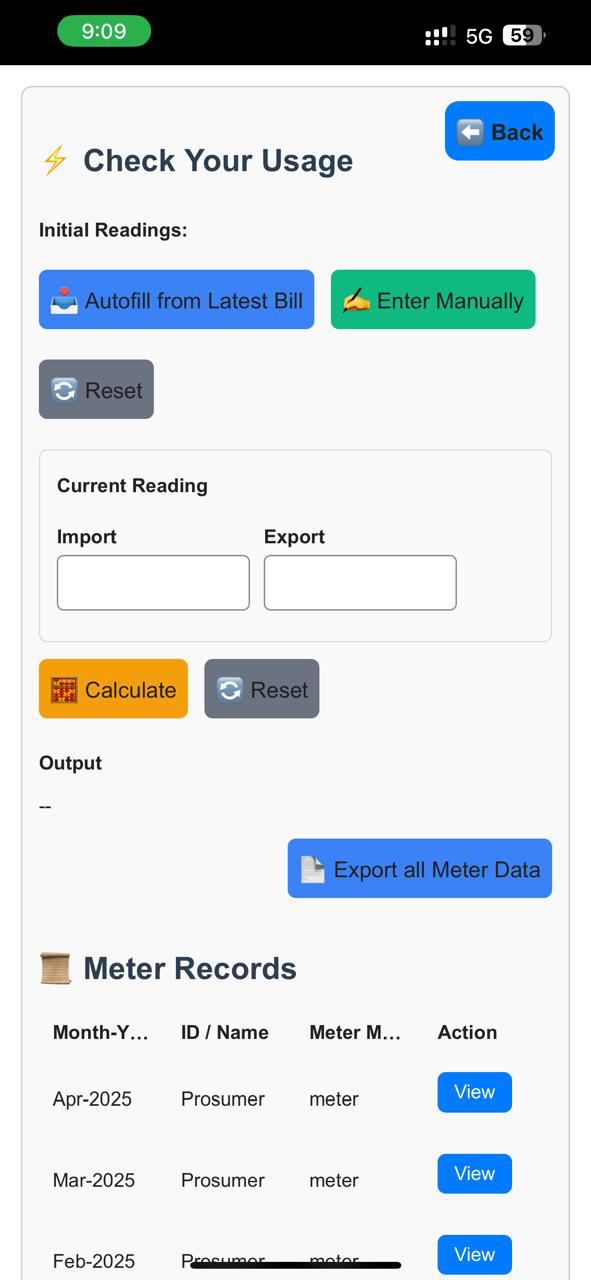 9:09
5G 59
Back
Check Your Usage
Initial Readings:
Autofill from Latest Bill
Enter Manually
Reset
Current Reading
Import Export
Calculate Reset
Output
--
Export all Meter Data
Meter Records
Month-Y... ID / Name Meter M... Action
Apr-2025 Prosumer meter View
Mar-2025 Prosumer meter View
Feb-2025 Prosumer meter View